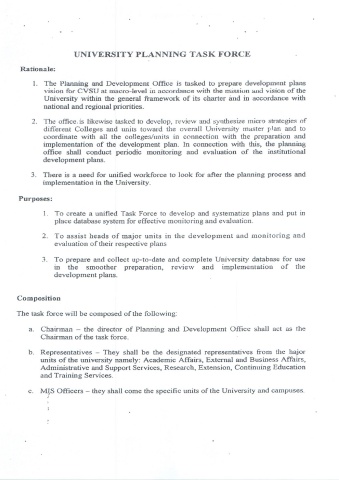 UNIVERSITY PLANNING TASK FORCE
Rationale:
1. The Planning and Development Office is tasked to prepare development plans
vision for CVSU at macro-level in accordance with the mission and vision of the
University within the general framework of its charter and in accordance with
national and regional priorities.
2. The office is likewise tasked to develop, review and synthesize micro strategies of
different Colleges and units toward the overall University master plan and to
coordinate with all the colleges/units in connection with the preparation and
implementation of the development plan. In connection with this, the planning
office shall conduct periodic monitoring and evaluation of the institutional
development plans.
3. There is a need for unified workforce to look for after the planning process and
implementation in the University.
Purposes:
1. To create a unified Task Force to develop and systematize plans and put in
place database system for effective monitoring and evaluation.
2. To assist heads of major units in the development and monitoring and
evaluation of their respective plans
3. To prepare and collect up-to-date and complete University database for use
in the smoother preparation, review and implementation of the
development plans.
Composition
The task force will be composed of the following:
a. Chairman – the director of Planning and Development Office shall act as the
Chairman of the task force.
b. Representatives – They shall be the designated representatives from the major
units of the university namely: Academic Affairs, External and Business Affairs,
Administrative and Support Services, Research, Extension, Continuing Education
and Training Services.
c. MIS Officers – they shall come the specific units of the University and campuses.